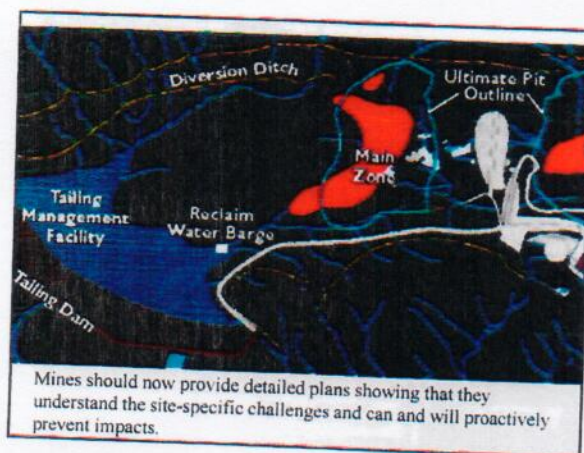 Diversion Ditch
Ultimate Pit
Outline
Main
Zone
Tailing
Management
Facility
Reclaim
Water Barge
Tailing Dam
Mines should now provide detailed plans showing that they
understand the site-specific challenges and can and will proactively
prevent impacts.